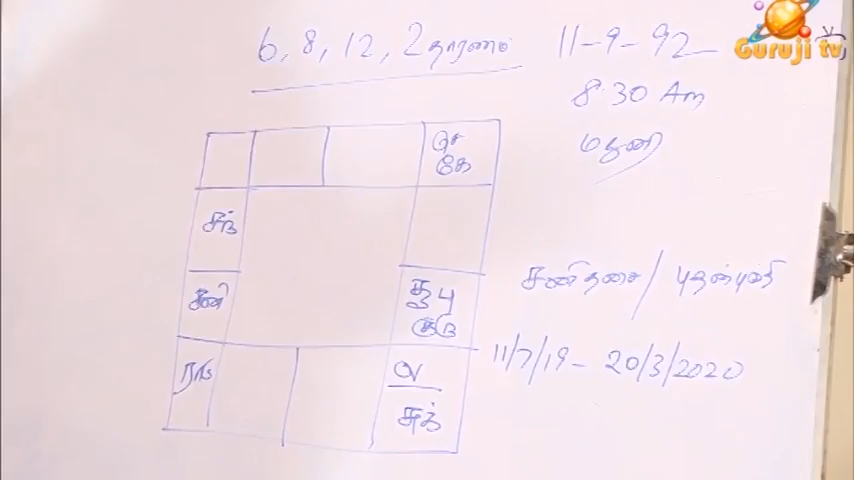 6, 8, 12, 2 தாரனம்
11-9-92
8.30 Am
மதுரை
Guruji tv
செ
கே
சந்
சனி
சூ பு
குரு
ராகு
ல
சுக்
சனிதசை / புதன்புத்தி
11/7/19 - 20/3/2020